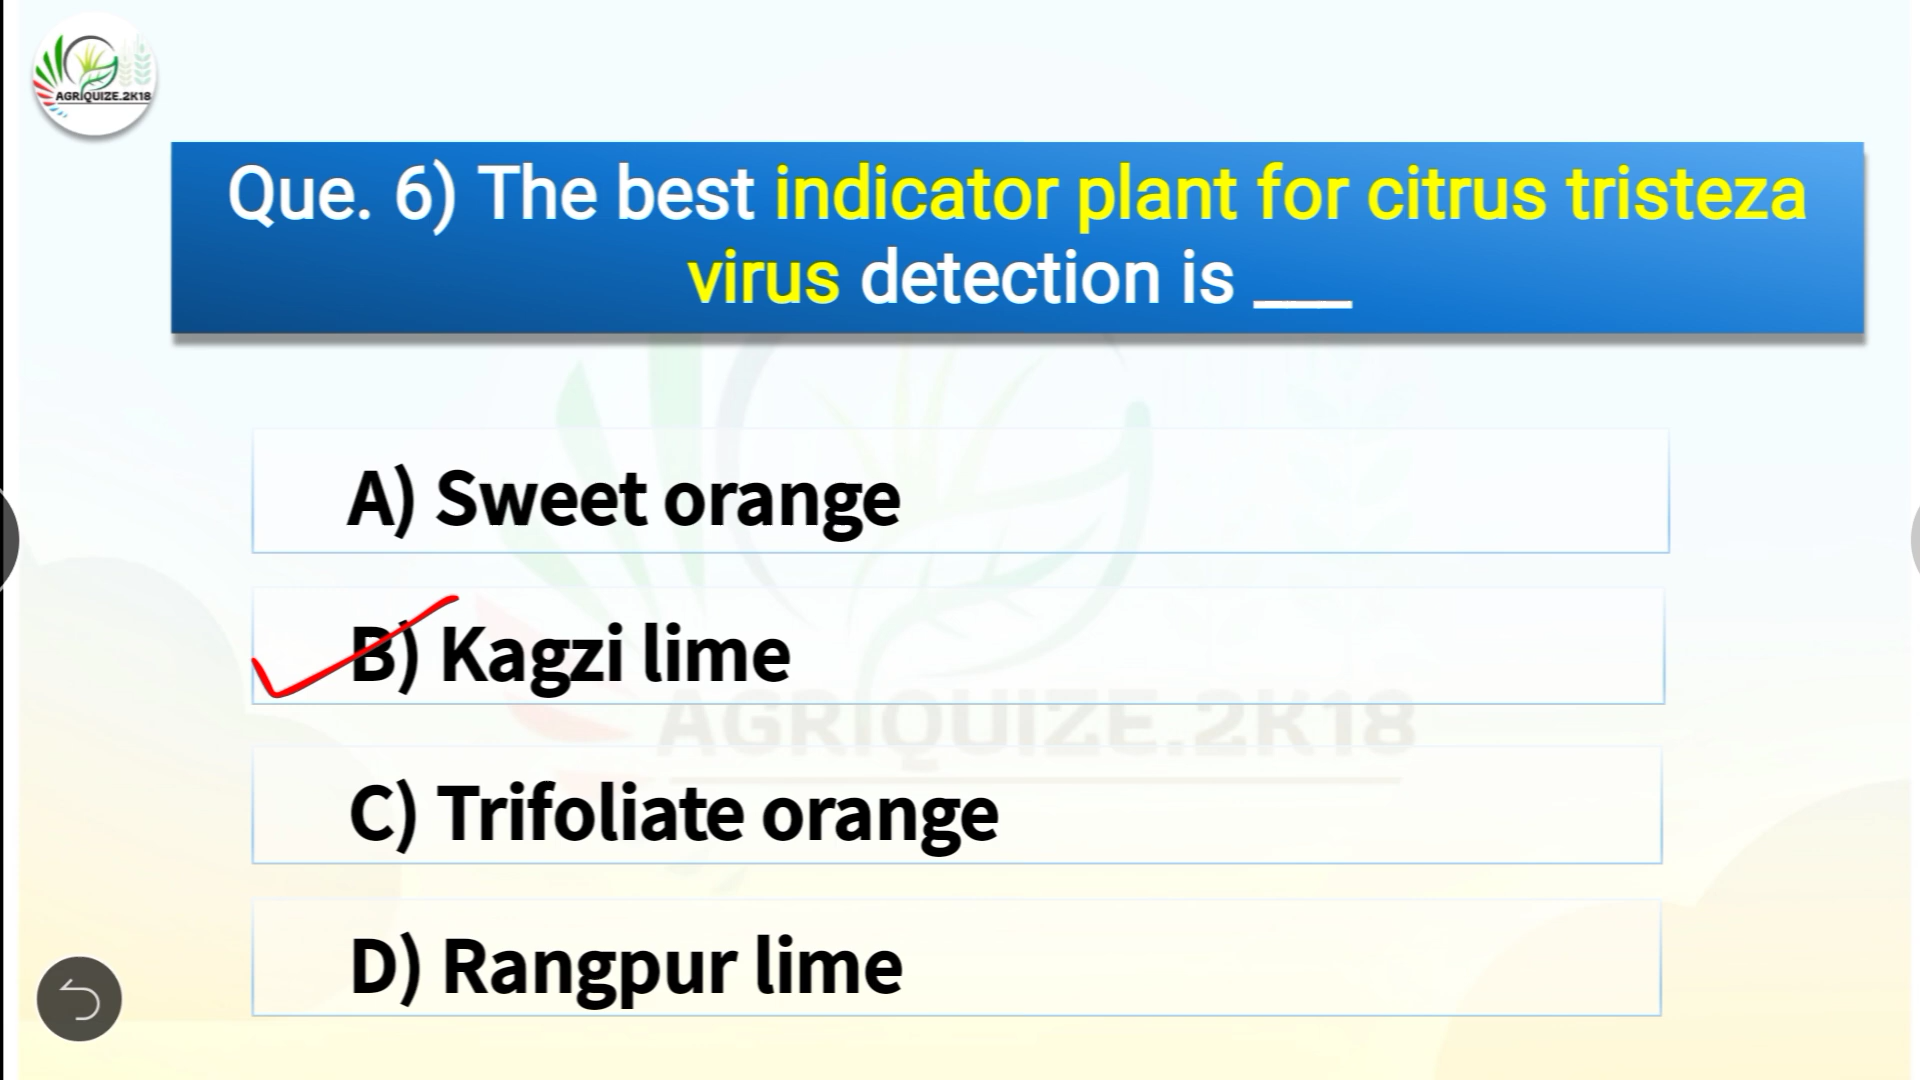 AGRIQUIZE.2K18
Que. 6) The best indicator plant for citrus tristeza
virus detection is ___
A) Sweet orange
B) Kagzi lime
AGRIQUIZE.2K18
C) Trifoliate orange
D) Rangpur lime